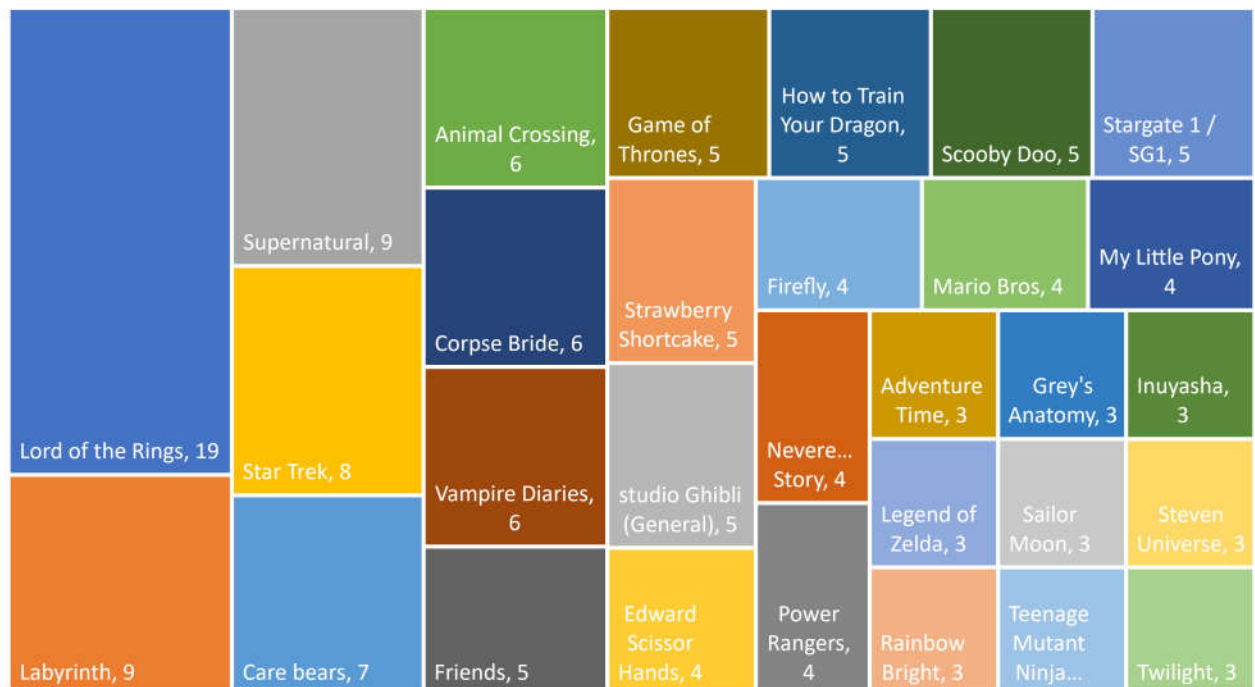 Lord of the Rings, 19
Labyrinth, 9
Supernatural, 9
Star Trek, 8
Care bears, 7
Animal Crossing,
6
Corpse Bride, 6
Vampire Diaries,
6
Friends, 5
Game of
Thrones, 5
How to Train
Your Dragon,
5
Scooby Doo, 5
Stargate 1 /
SG1, 5
Strawberry
Shortcake, 5
studio Ghibli
(General), 5
Edward
Scissor
Hands, 4
Firefly, 4
Mario Bros, 4
My Little Pony,
4
Nevere...
Story, 4
Power
Rangers,
4
Adventure
Time, 3
Grey's
Anatomy, 3
Inuyasha,
3
Legend of
Zelda, 3
Sailor
Moon, 3
Steven
Universe, 3
Rainbow
Bright, 3
Teenage
Mutant
Ninja...
Twilight, 3